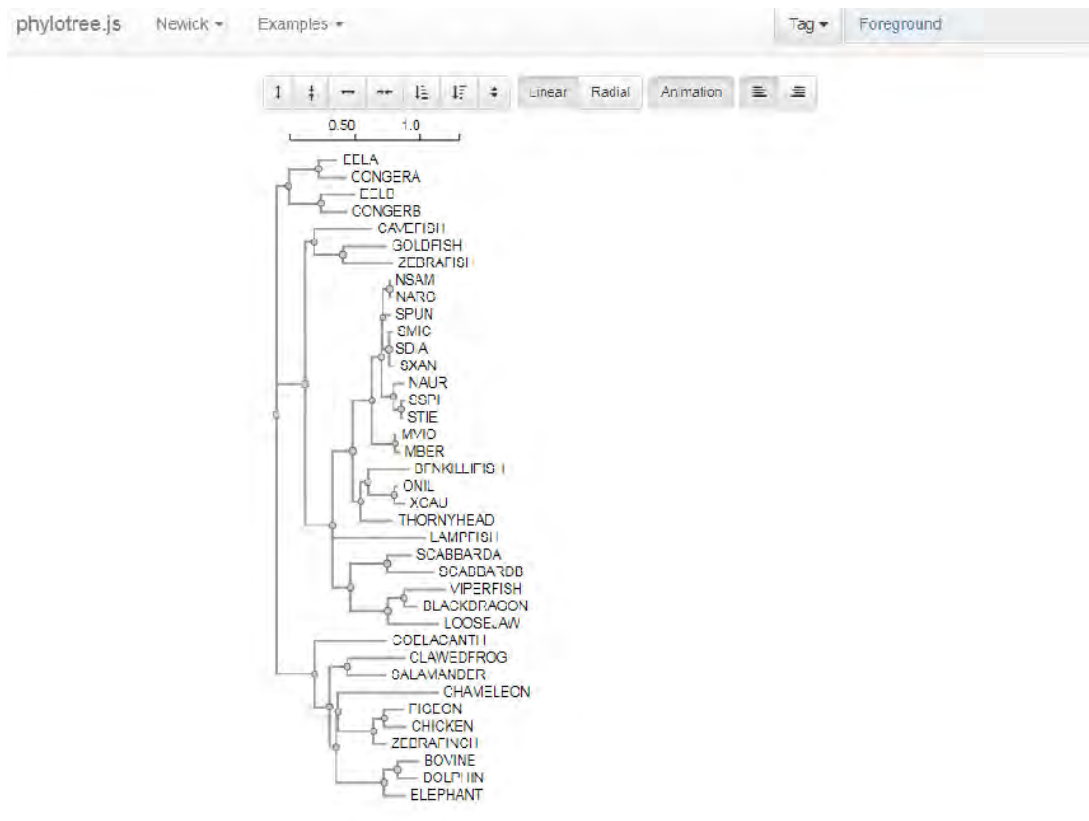 phylotree.js Newick Examples Tag Foreground
Linear Radial Animation
0.50 1.0
EELA
CONGERA
EELB
CONGERB
CAVEFISH
GOLDFISH
ZEBRAFISH
NSAM
NARG
SPUN
SMIC
SDIA
SXAN
NAUR
SSPI
STIE
MVIO
MBER
BFNKILLIFISH
ONIL
XCAU
THORNYHEAD
LAMPFISH
SCABBARDA
SCABBARDB
VIPERFISH
BLACKDRAGON
LOOSEJAW
COELACANTH
CLAWEDFROG
SALAMANDER
CHAMELEON
PIGEON
CHICKEN
ZEBRAFINCH
BOVINE
DOLPHIN
ELEPHANT